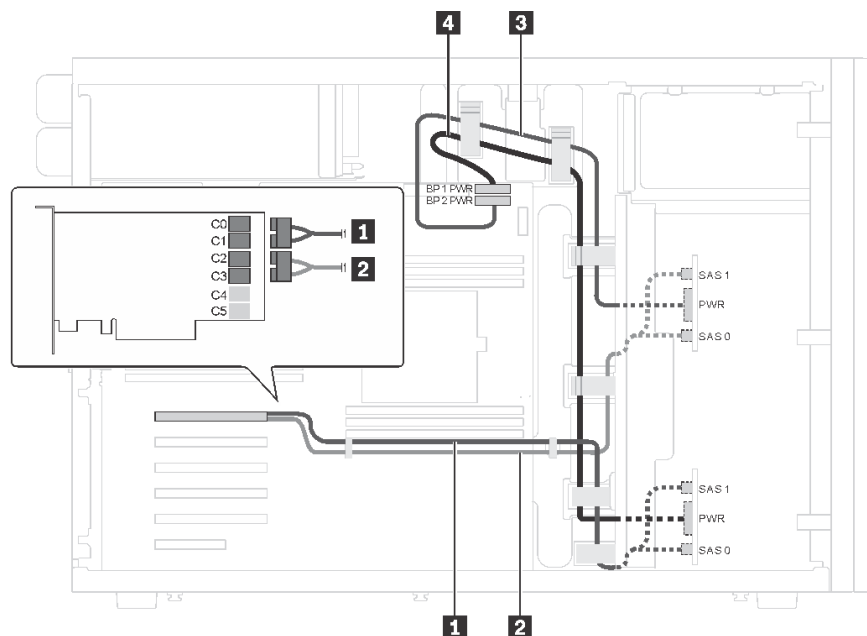 4 3
BP 1 PWR
BP 2 PWR
C0
C1
C2
C3
C4
C5
1
2
SAS 1
PWR
SAS 0
SAS 1
PWR
SAS 0
1 2